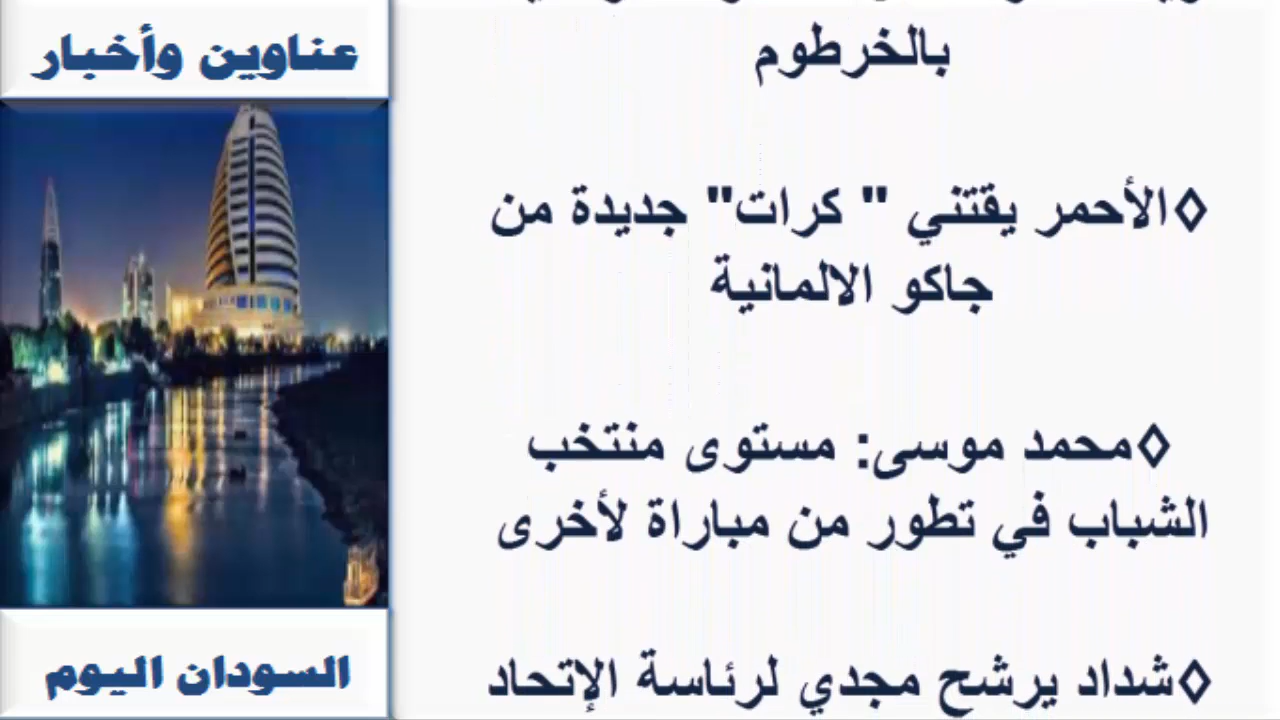 عناوين وأخبار
بالخرطوم
◊الأحمر يقتني " كرات" جديدة من
جاكو الالمانية
◊محمد موسى: مستوى منتخب
الشباب في تطور من مباراة لأخرى
◊شداد يرشح مجدي لرئاسة الإتحاد
السودان اليوم